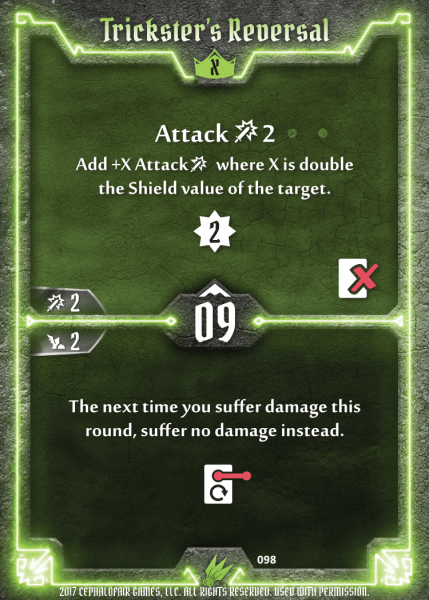 Trickster's Reversal
X
Attack 2
Add +X Attack where X is double
the Shield value of the target.
2
2
09
2
The next time you suffer damage this
round, suffer no damage instead.
098
2017 CEPHALOFAIR GAMES, LLC. ALL RIGHTS RESERVED. USED WITH PERMISSION.